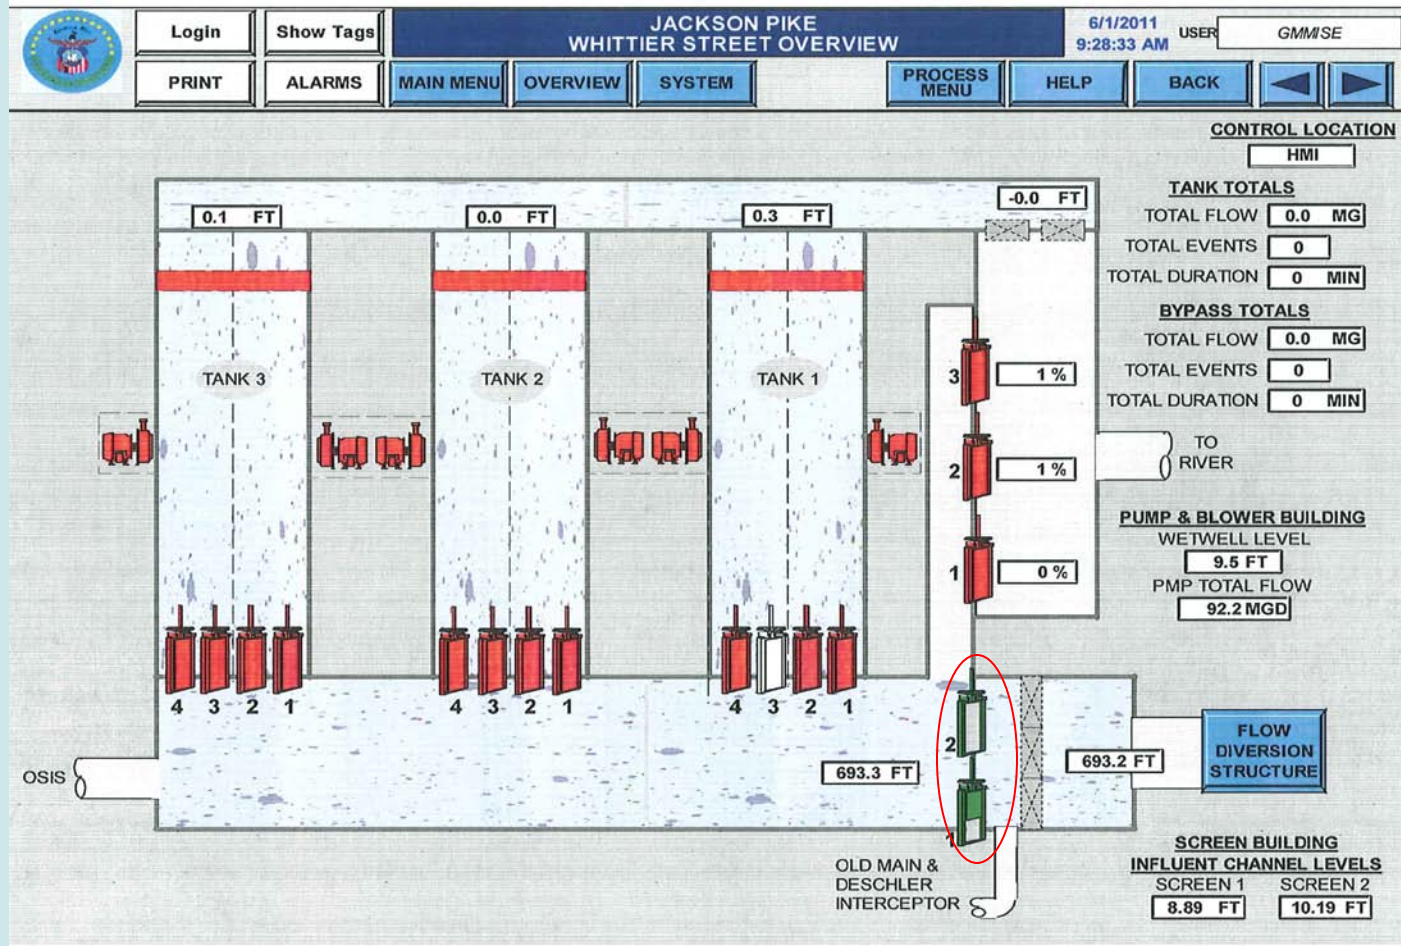 Login
Show Tags
JACKSON PIKE
WHITTIER STREET OVERVIEW
6/1/2011
9:28:33 AM
USER
GMMISE
PRINT
ALARMS
MAIN MENU
OVERVIEW
SYSTEM
PROCESS
MENU
HELP
BACK
CONTROL LOCATION
HMI
TANK TOTALS
TOTAL FLOW 0.0 MG
TOTAL EVENTS 0
TOTAL DURATION 0 MIN
BYPASS TOTALS
TOTAL FLOW 0.0 MG
TOTAL EVENTS 0
TOTAL DURATION 0 MIN
0.1 FT
0.0 FT
0.3 FT
-0.0 FT
TANK 3
TANK 2
TANK 1
3 1 %
2 1 %
1 0 %
TO
RIVER
PUMP & BLOWER BUILDING
WETWELL LEVEL
9.5 FT
PMP TOTAL FLOW
92.2 MGD
4 3 2 1
4 3 2 1
4 3 2 1
2
1
OSIS
693.3 FT
693.2 FT
FLOW
DIVERSION
STRUCTURE
OLD MAIN &
DESCHLER
INTERCEPTOR
SCREEN BUILDING
INFLUENT CHANNEL LEVELS
SCREEN 1 SCREEN 2
8.89 FT 10.19 FT